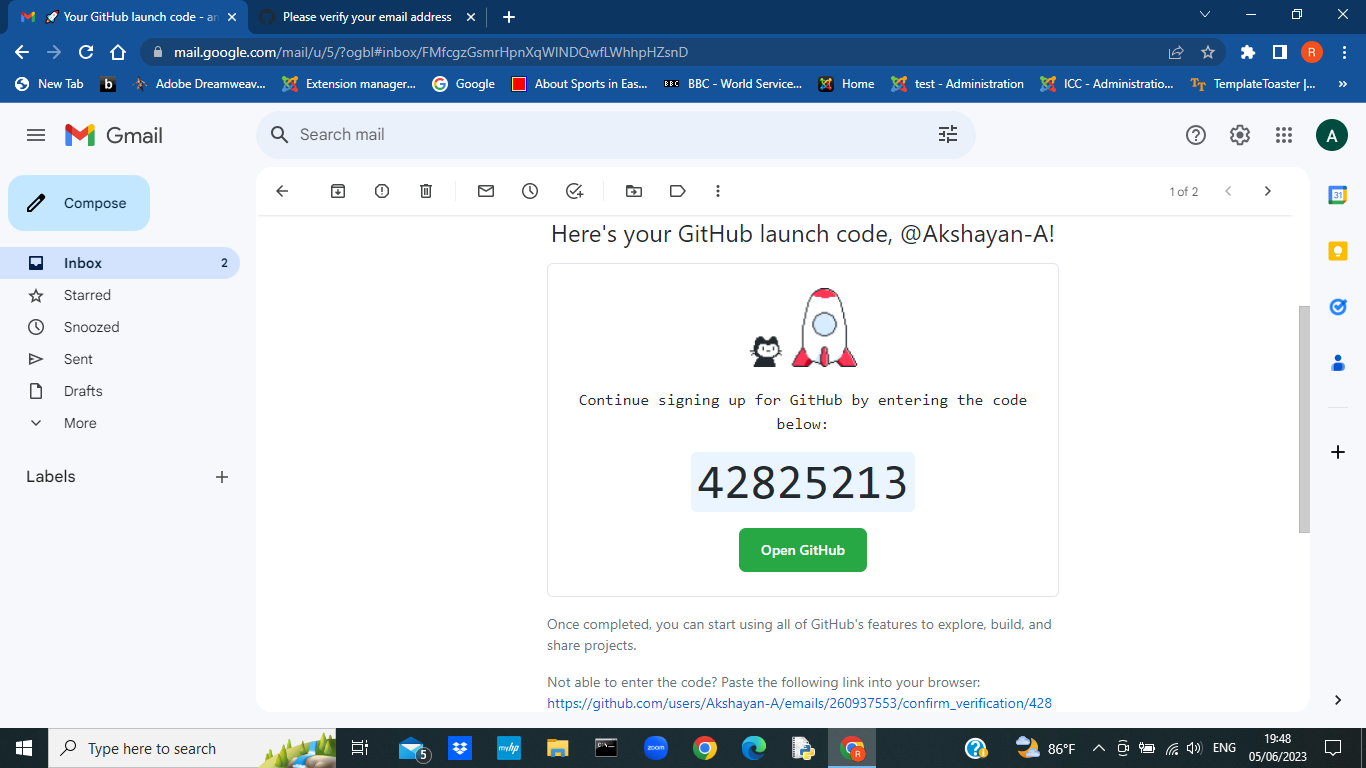 Your GitHub launch code - an
Please verify your email address
mail.google.com/mail/u/5/?ogbl#inbox/FMfcgzGsmrHpnXqWlNDQwfLWhhpHZsnD
R
New Tab
b
Adobe Dreamweav...
Extension manager...
Google
About Sports in Eas...
BBC
BBC - World Service...
Home
test - Administration
ICC - Administratio...
TemplateToaster |...
»
Gmail
Search mail
A
Compose
1 of 2
31
Inbox
2
Starred
Snoozed
Sent
Drafts
More
Labels
Here's your GitHub launch code, @Akshayan-A!
Continue signing up for GitHub by entering the code
below:
42825213
Open GitHub
Once completed, you can start using all of GitHub's features to explore, build, and
share projects.
Not able to enter the code? Paste the following link into your browser:
https://github.com/users/Akshayan-A/emails/260937553/confirm_verification/428
Type here to search
5
myhp
zoom
R
86°F
ENG
19:48
05/06/2023